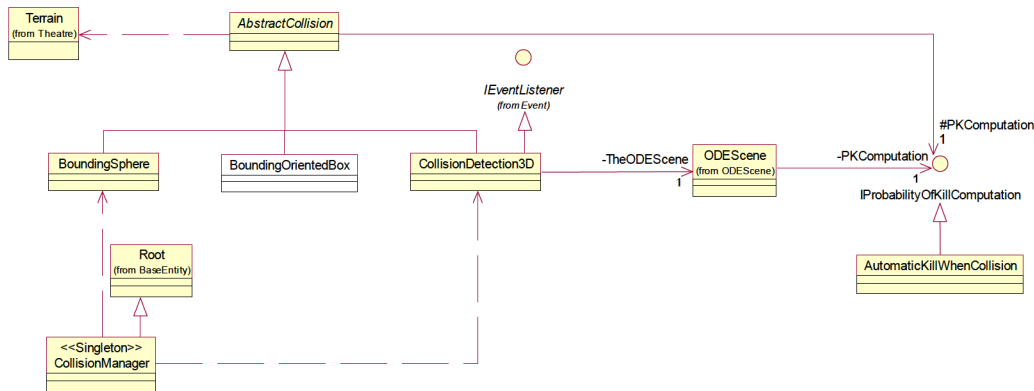 Terrain
(from Theatre)
AbstractCollision
IEventListener
(from Event)
#PKComputation
1
BoundingSphere
BoundingOrientedBox
CollisionDetection3D
-TheODEScene
1
ODEScene
(from ODEScene)
-PKComputation
1
IProbabilityOfKillComputation
Root
(from BaseEntity)
AutomaticKillWhenCollision
<<Singleton>>
CollisionManager